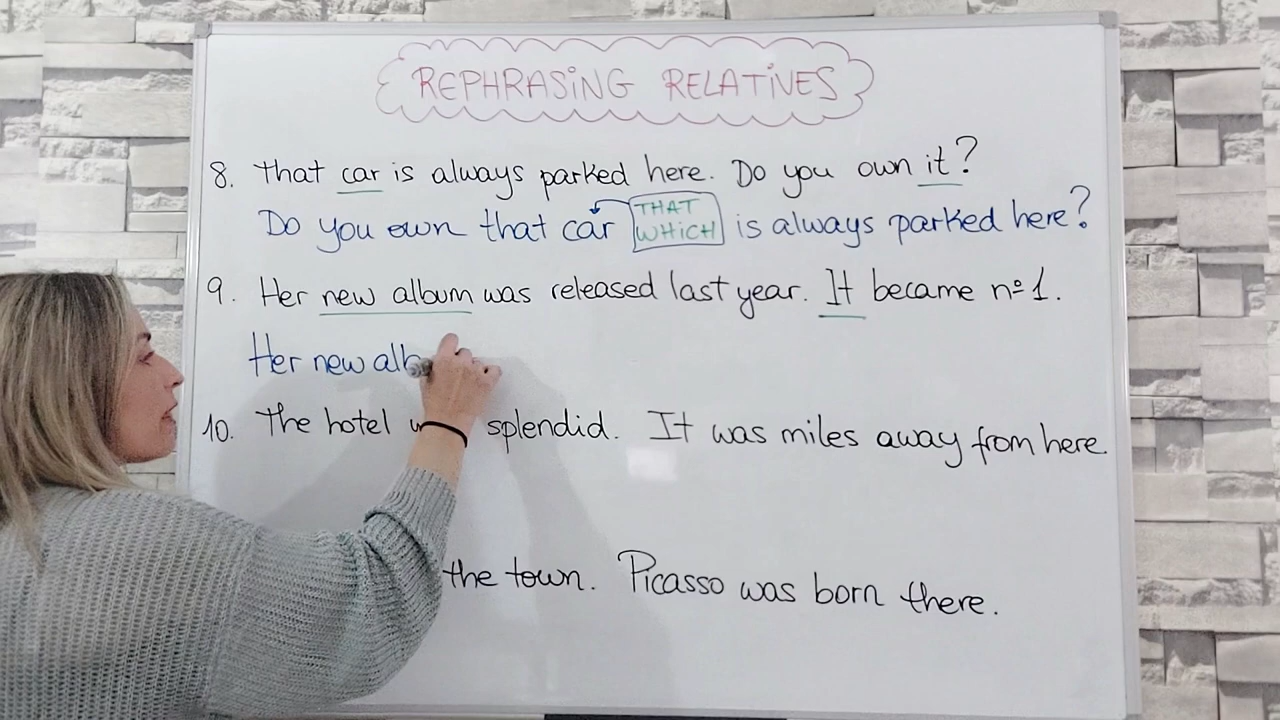 REPHRASING RELATIVES
8. That car is always parked here. Do you own it?
Do you own that car THAT WHICH is always parked here?
9. Her new album was released last year. It became nº 1.
Her new alb
10. The hotel splendid. It was miles away from here.
the town. Picasso was born there.